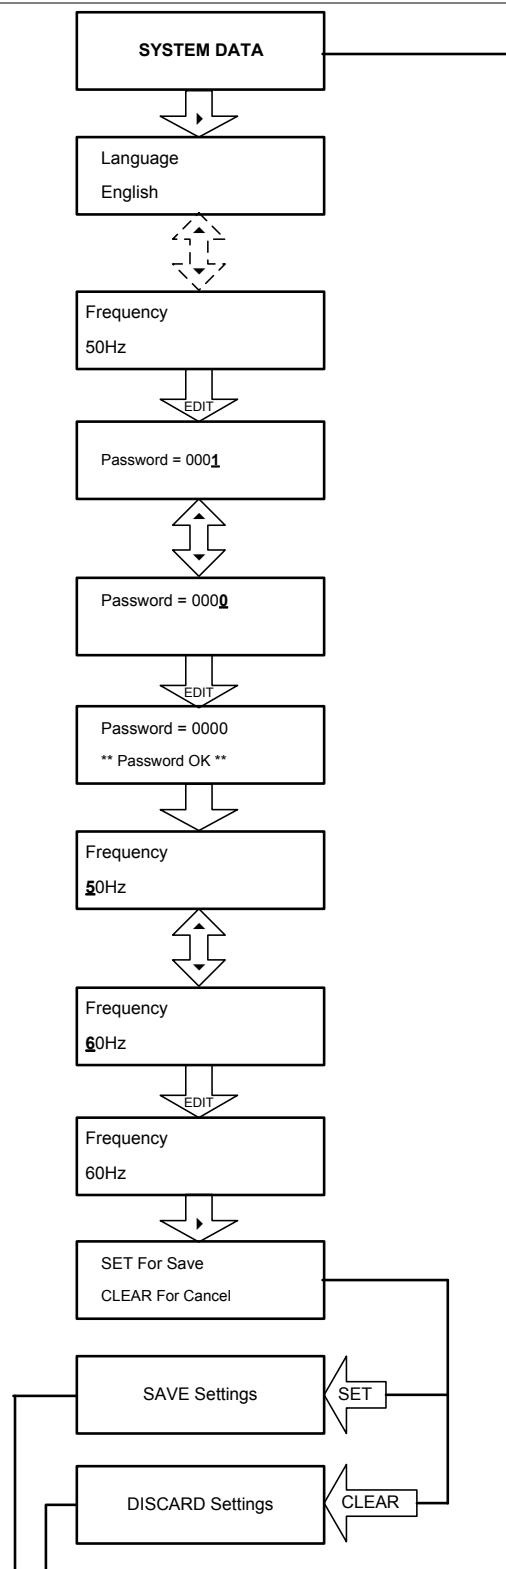 SYSTEM DATA
Language
English
Frequency
50Hz
EDIT
Password = 0001
Password = 0000
EDIT
Password = 0000
** Password OK **
Frequency
50Hz
Frequency
60Hz
EDIT
Frequency
60Hz
SET For Save
CLEAR For Cancel
SAVE Settings
SET
DISCARD Settings
CLEAR